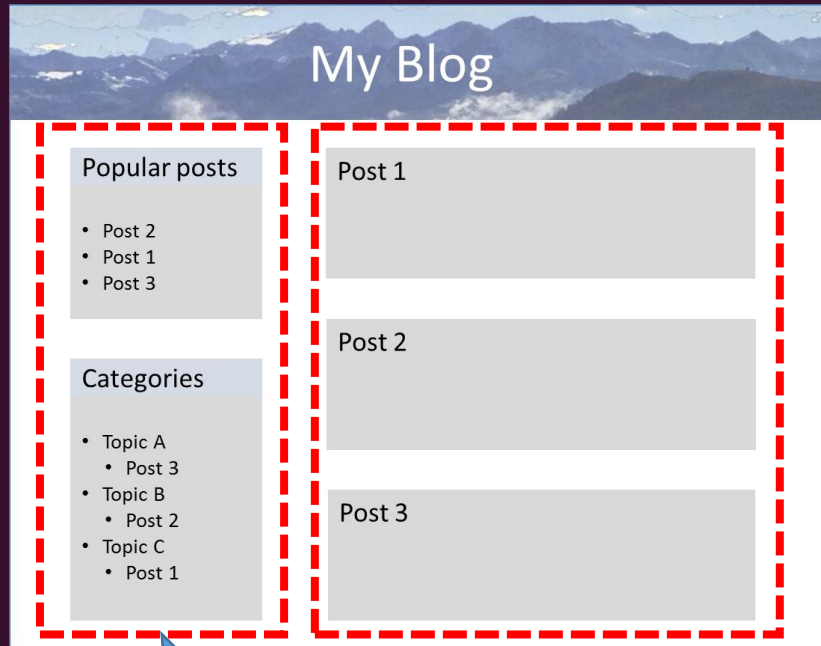 My Blog
Popular posts
• Post 2
• Post 1
• Post 3
Categories
• Topic A
• Post 3
• Topic B
• Post 2
• Topic C
• Post 1
Post 1
Post 2
Post 3